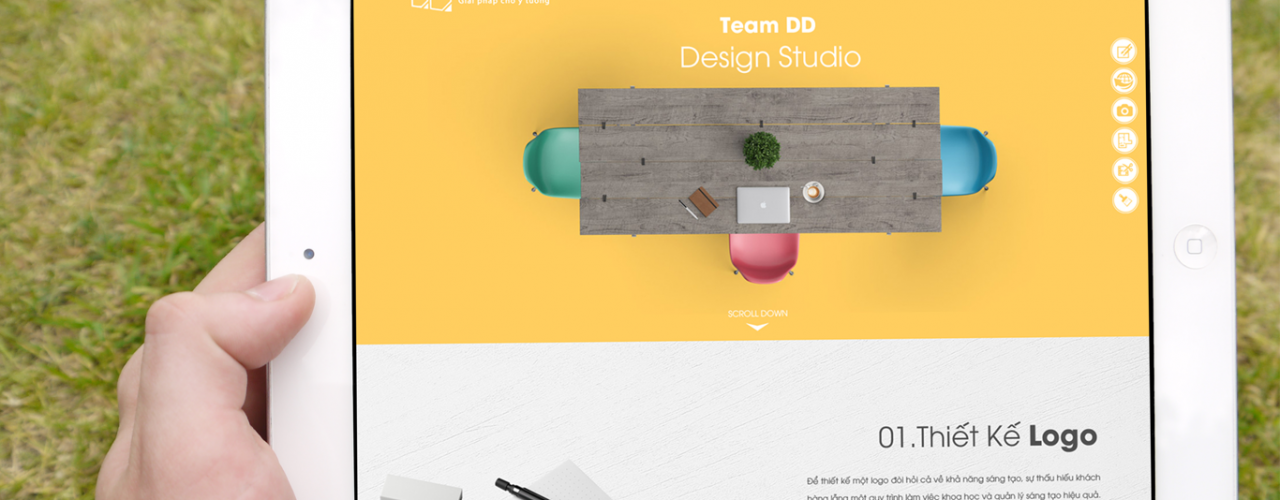 Giải pháp cho ý tưởng
Team DD
Design Studio
SCROLL DOWN
01.Thiết Kế Logo
Để thiết kế một logo đòi hỏi cả về khả năng sáng tạo, sự thấu hiểu khách
hàng lồng một quy trình làm việc khoa học và quản lý sáng tạo hiệu quả.